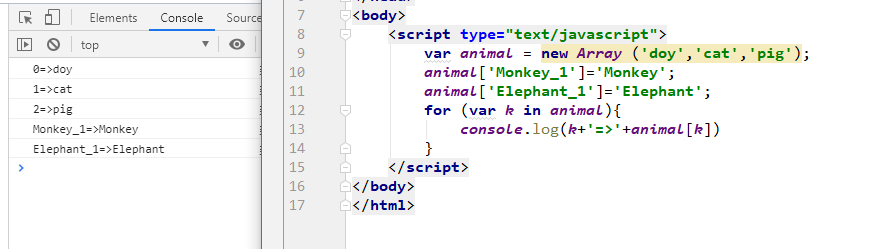 Elements Console Sources
top
0=>doy
1=>cat
2=>pig
Monkey_1=>Monkey
Elephant_1=>Elephant
>
7 <body>
8 <script type="text/javascript">
9 var animal = new Array ('doy','cat','pig');
10 animal['Monkey_1']='Monkey';
11 animal['Elephant_1']='Elephant';
12 for (var k in animal){
13 console.log(k+'=>'+animal[k])
14 }
15 </script>
16 </body>
17 </html>